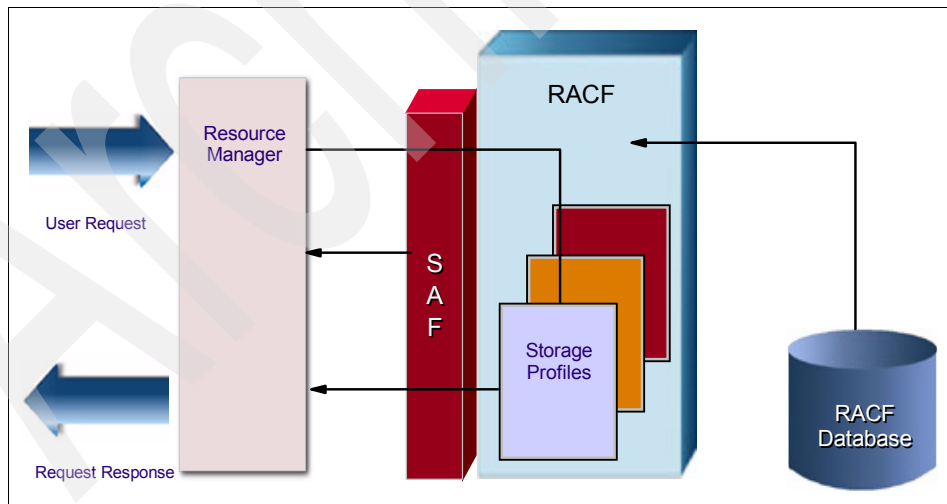 RACF
Resource
Manager
User Request
S
A
F
Storage
Profiles
RACF
Database
Request Response